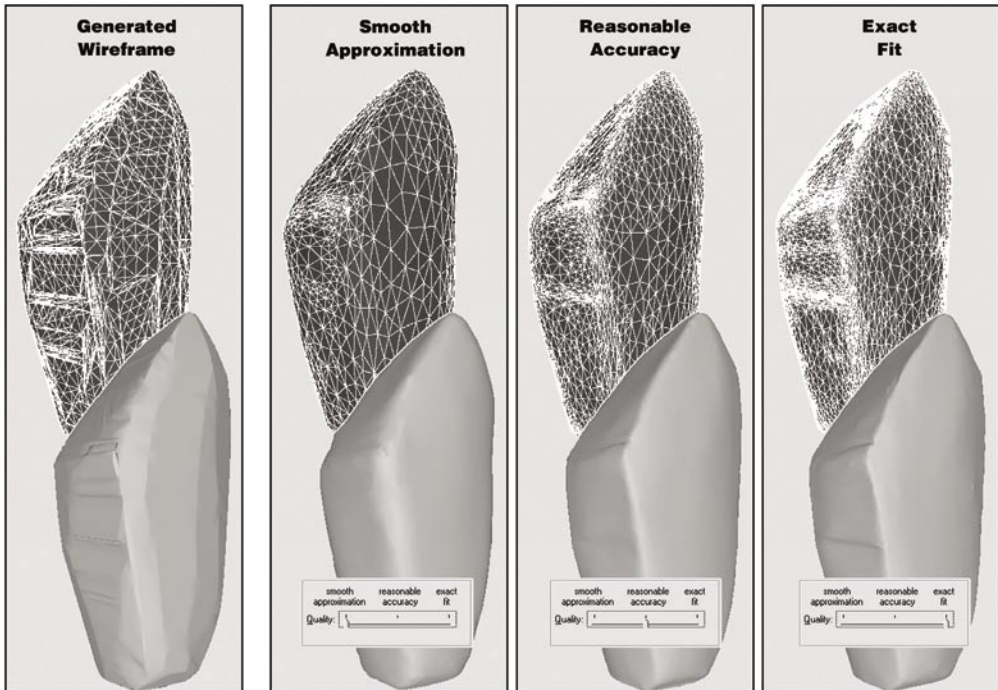 Generated
Wireframe
Smooth
Approximation
Reasonable
Accuracy
Exact
Fit
smooth reasonable exact
approximation accuracy fit
Quality:
smooth reasonable exact
approximation accuracy fit
Quality:
smooth reasonable exact
approximation accuracy fit
Quality: